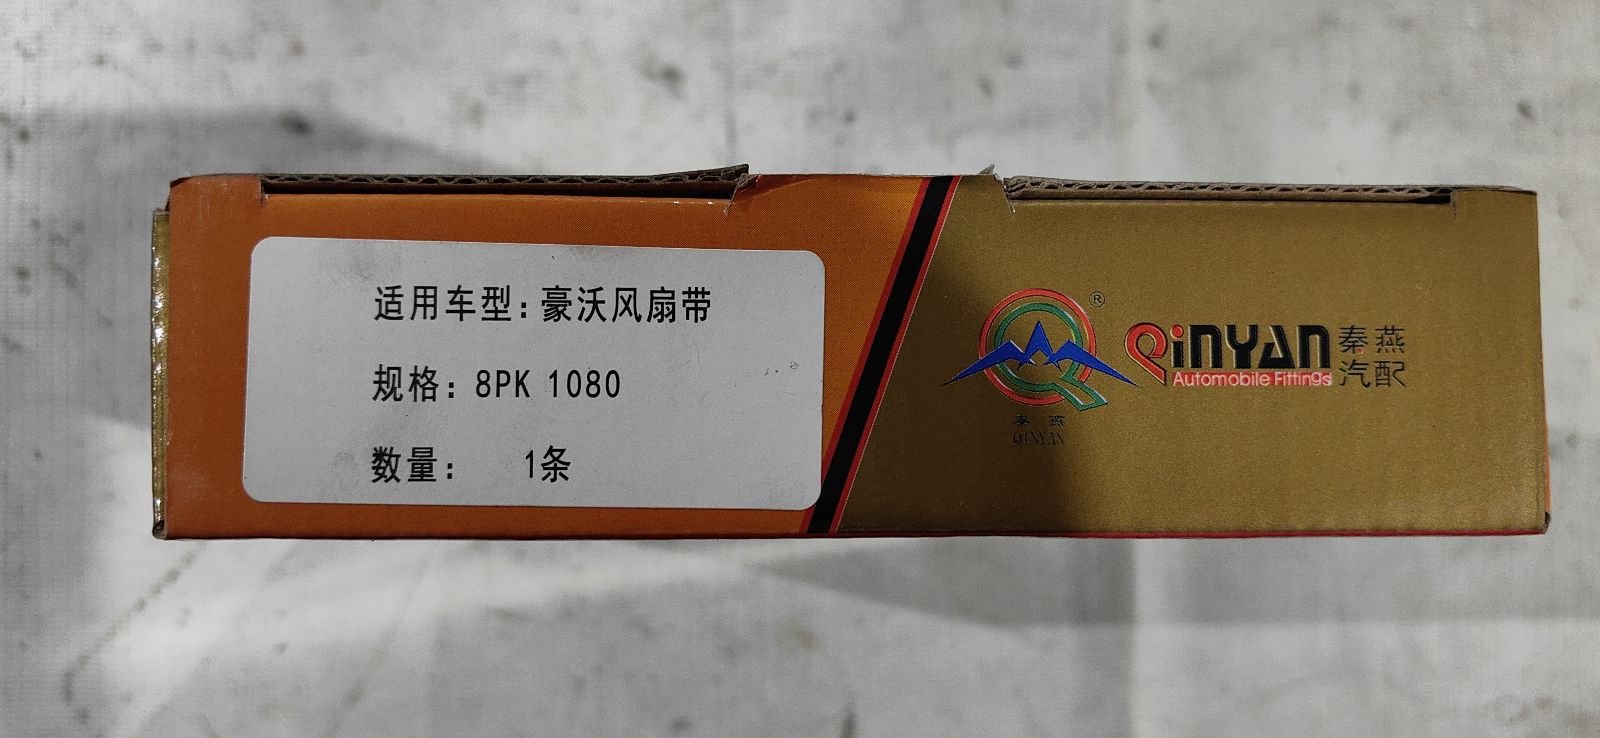 适用车型:豪沃风扇带
规格:8PK 1080
数量: 1条
®
秦燕
QINYAN
QiNYAN
Automobile Fittings
秦燕
汽配